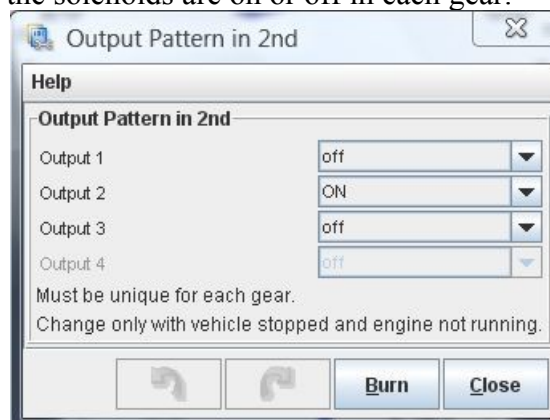 the solenoids are on or off in each gear.
Output Pattern in 2nd
Help
Output Pattern in 2nd
Output 1 off
Output 2 ON
Output 3 off
Output 4 off
Must be unique for each gear.
Change only with vehicle stopped and engine not running.
Burn Close